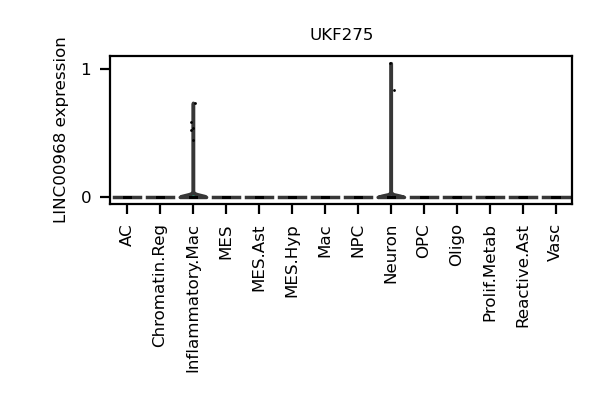 UKF275
LINC00968 expression
1
0
AC
Chromatin.Reg
Inflammatory.Mac
MES
MES.Ast
MES.Hyp
Mac
NPC
Neuron
OPC
Oligo
Prolif.Metab
Reactive.Ast
Vasc